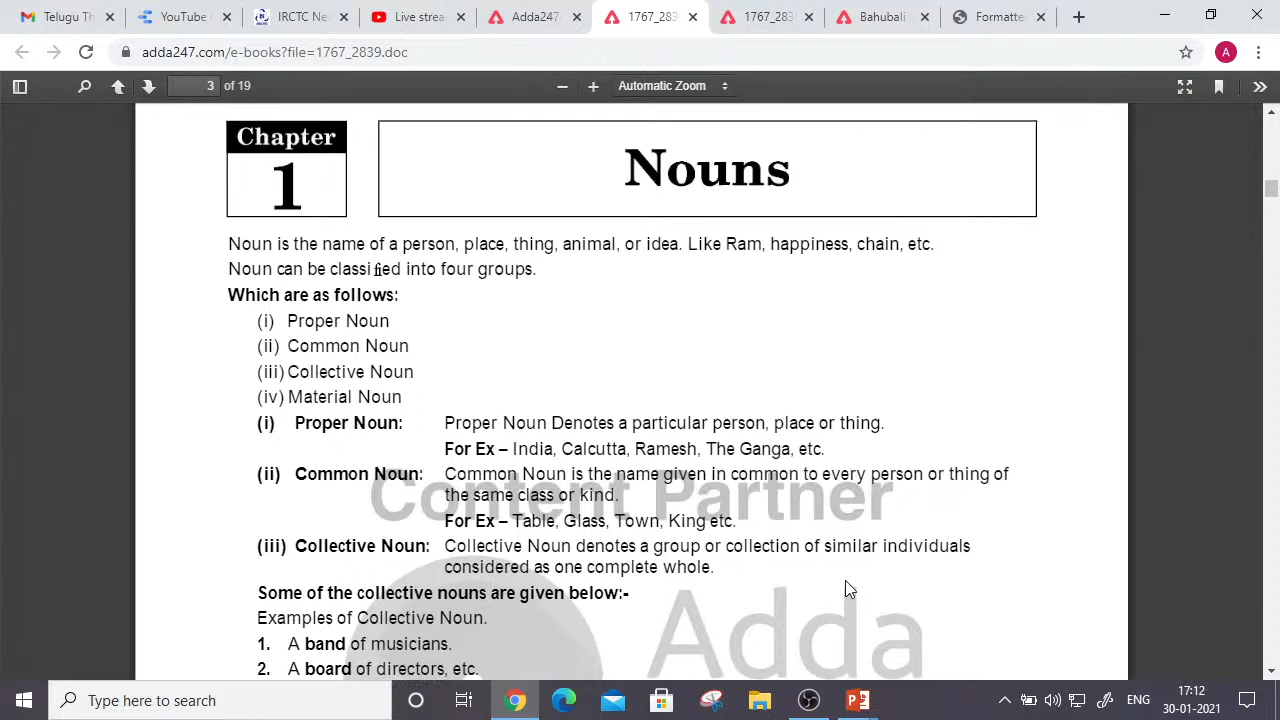 Telugu Th
YouTube
IRCTC Ne
Live strea
Adda247
1767_283
1767_283
Bahubali
Formatte
adda247.com/e-books?file=1767_2839.doc
A
3 of 19
Automatic Zoom
Chapter
1
Nouns
Noun is the name of a person, place, thing, animal, or idea. Like Ram, happiness, chain, etc.
Noun can be classified into four groups.
Which are as follows:
(i) Proper Noun
(ii) Common Noun
(iii) Collective Noun
(iv) Material Noun
(i) Proper Noun: Proper Noun Denotes a particular person, place or thing.
For Ex – India, Calcutta, Ramesh, The Ganga, etc.
(ii) Common Noun: Common Noun is the name given in common to every person or thing of
the same class or kind.
Content Partner
For Ex – Table, Glass, Town, King etc.
(iii) Collective Noun: Collective Noun denotes a group or collection of similar individuals
considered as one complete whole.
Some of the collective nouns are given below:-
Examples of Collective Noun.
Adda
1. A band of musicians.
2. A board of directors, etc.
Type here to search
ENG
17:12
30-01-2021